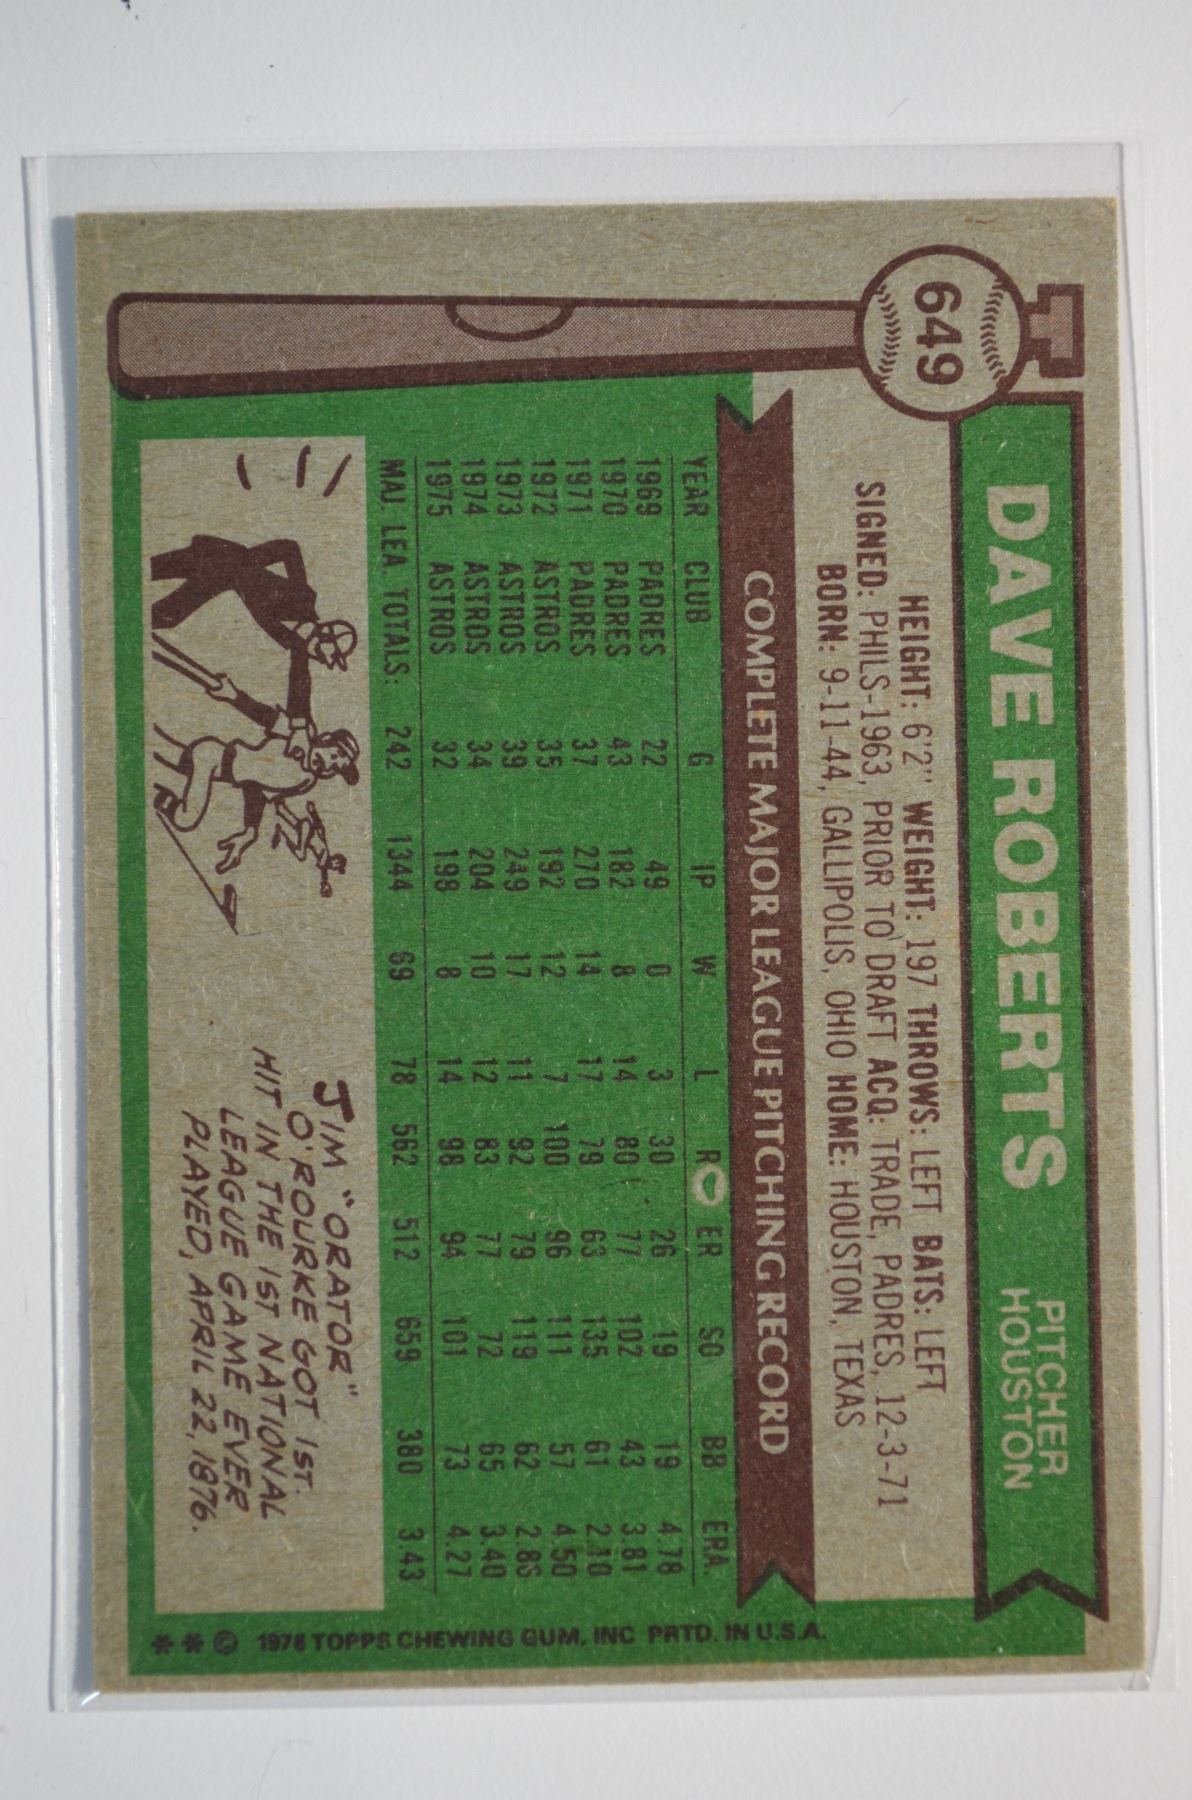 649
DAVE ROBERTS
PITCHER
HOUSTON
HEIGHT: 6'2" WEIGHT: 197 THROWS: LEFT BATS: LEFT
SIGNED: PHILS-1963, PRIOR TO DRAFT ACQ: TRADE, PADRES, 12-3-71
BORN: 9-11-44, GALLIPOLIS, OHIO HOME: HOUSTON, TEXAS
COMPLETE MAJOR LEAGUE PITCHING RECORD
YEAR CLUB G IP W L R ER SO BB ERA.
1969 PADRES 22 49 0 3 30 26 19 19 4.78
1970 PADRES 43 182 8 14 80 77 102 43 3.81
1971 PADRES 37 270 14 17 79 63 135 61 2.10
1972 ASTROS 35 192 12 7 100 96 111 57 4.50
1973 ASTROS 39 249 17 11 92 79 119 62 2.86
1974 ASTROS 34 204 10 12 83 77 72 65 3.40
1975 ASTROS 32 198 8 14 98 94 101 73 4.27
MAJ. LEA. TOTALS: 242 1344 69 78 562 512 659 380 3.43
JIM "ORATOR"
O'ROURKE GOT 1ST.
HIT IN THE 1ST NATIONAL
LEAGUE GAME EVER
PLAYED, APRIL 22, 1876.
** © 1976 TOPPS CHEWING GUM, INC PRTD. IN U.S.A.